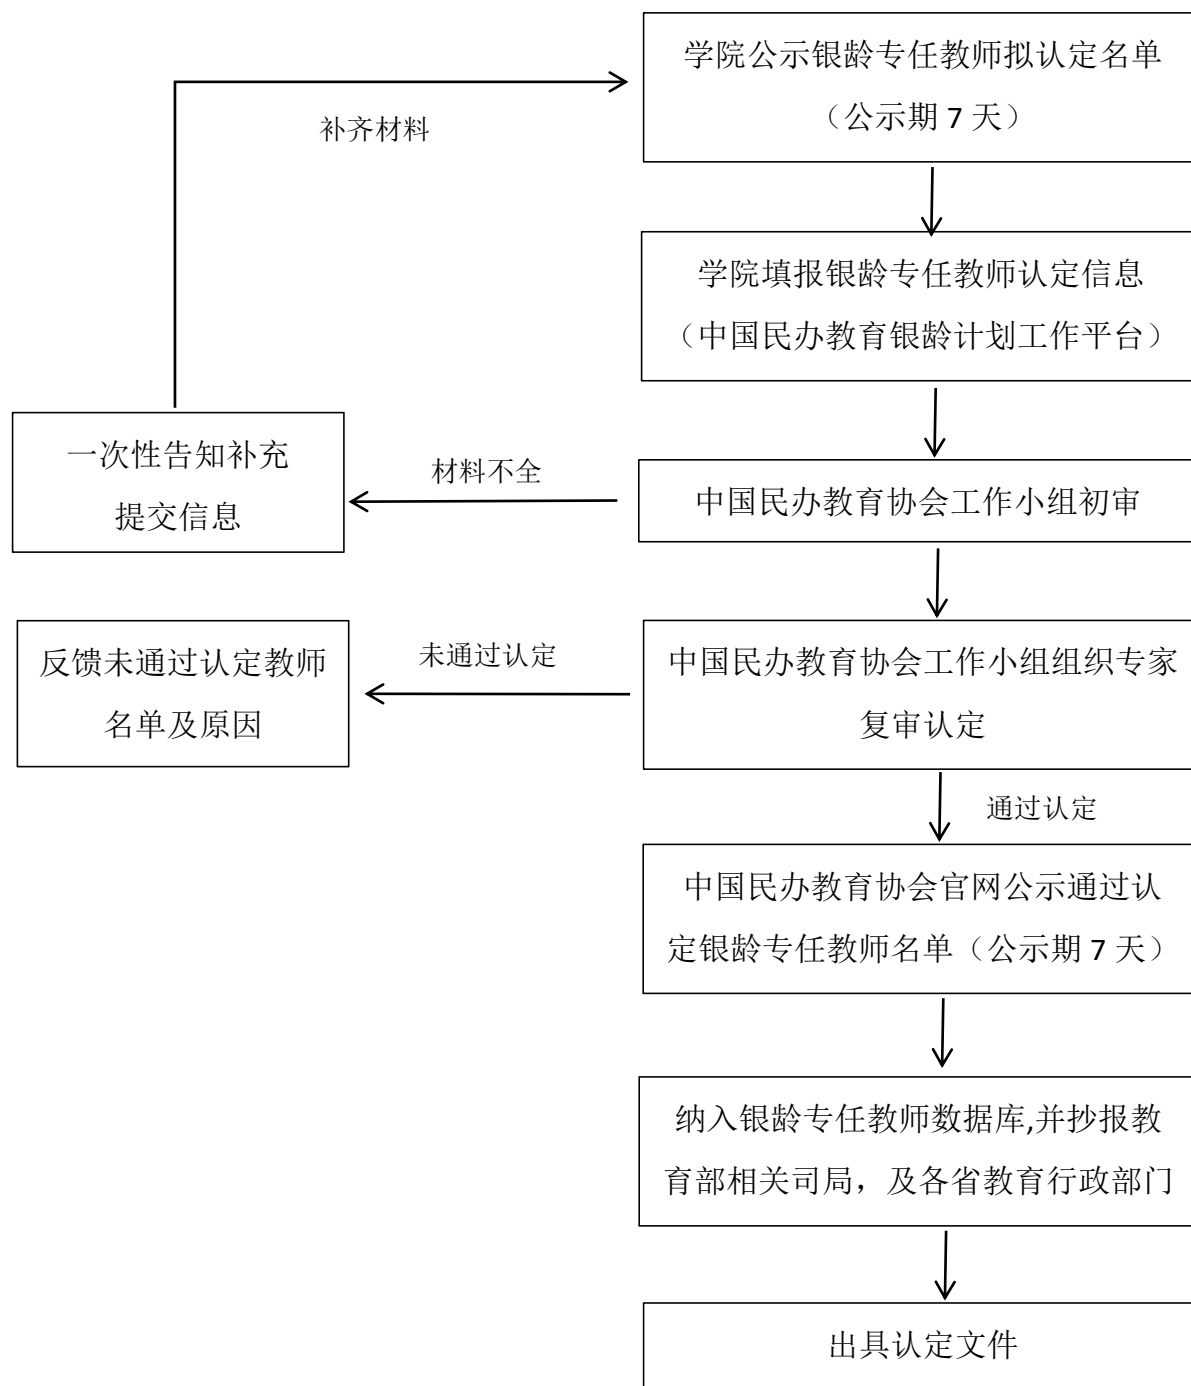 学院公示银龄专任教师拟认定名单
（公示期 7 天）
补齐材料
学院填报银龄专任教师认定信息
（中国民办教育银龄计划工作平台）
一次性告知补充
提交信息
材料不全
中国民办教育协会工作小组初审
反馈未通过认定教师
名单及原因
未通过认定
中国民办教育协会工作小组组织专家
复审认定
通过认定
中国民办教育协会官网公示通过认
定银龄专任教师名单（公示期 7 天）
纳入银龄专任教师数据库,并抄报教
育部相关司局，及各省教育行政部门
出具认定文件